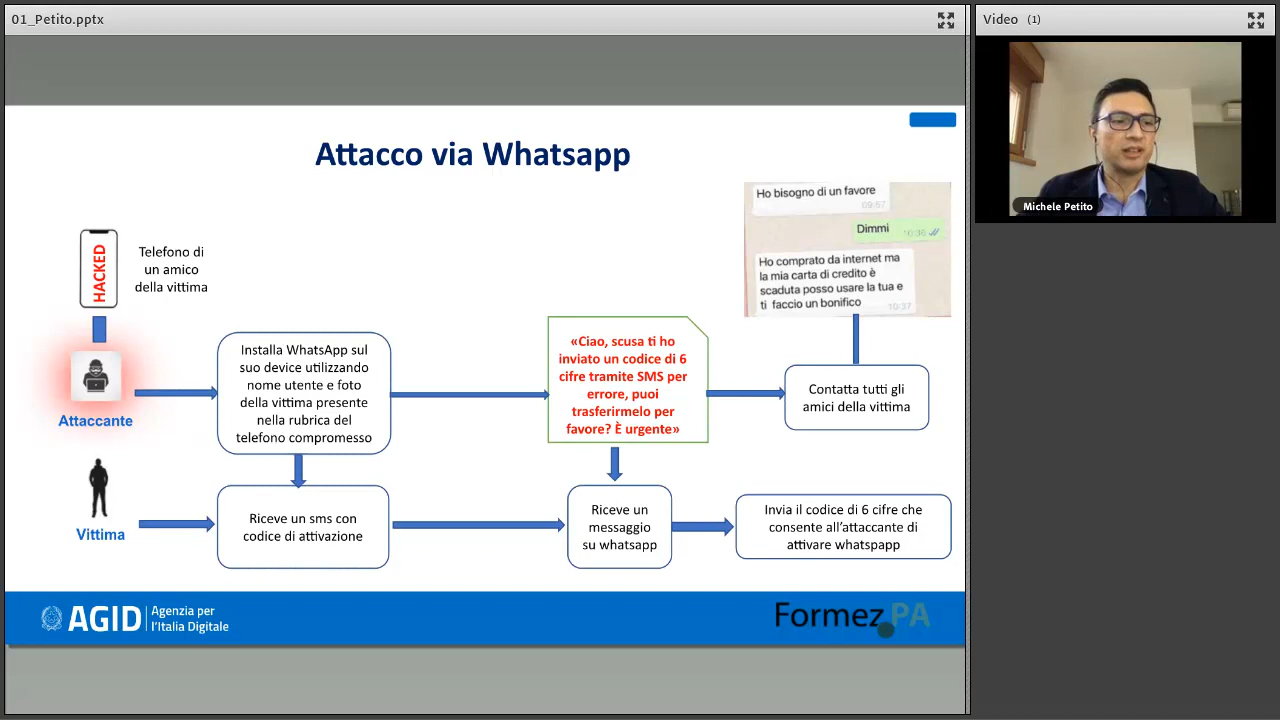 01_Petito.pptx
Video (1)
Michele Petito
Attacco via Whatsapp
Ho bisogno di un favore
09:57
Dimmi
10:36
Ho comprato da internet ma
la mia carta di credito è
scaduta posso usare la tua e
ti faccio un bonifico
10:37
HACKED
Telefono di
un amico
della vittima
Attaccante
Installa WhatsApp sul
suo device utilizzando
nome utente e foto
della vittima presente
nella rubrica del
telefono compromesso
«Ciao, scusa ti ho
inviato un codice di 6
cifre tramite SMS per
errore, puoi
trasferirmelo per
favore? È urgente»
Contatta tutti gli
amici della vittima
Vittima
Riceve un sms con
codice di attivazione
Riceve un
messaggio
su whatsapp
Invia il codice di 6 cifre che
consente all'attaccante di
attivare whatspapp
AGID
Agenzia per
l'Italia Digitale
Formez PA